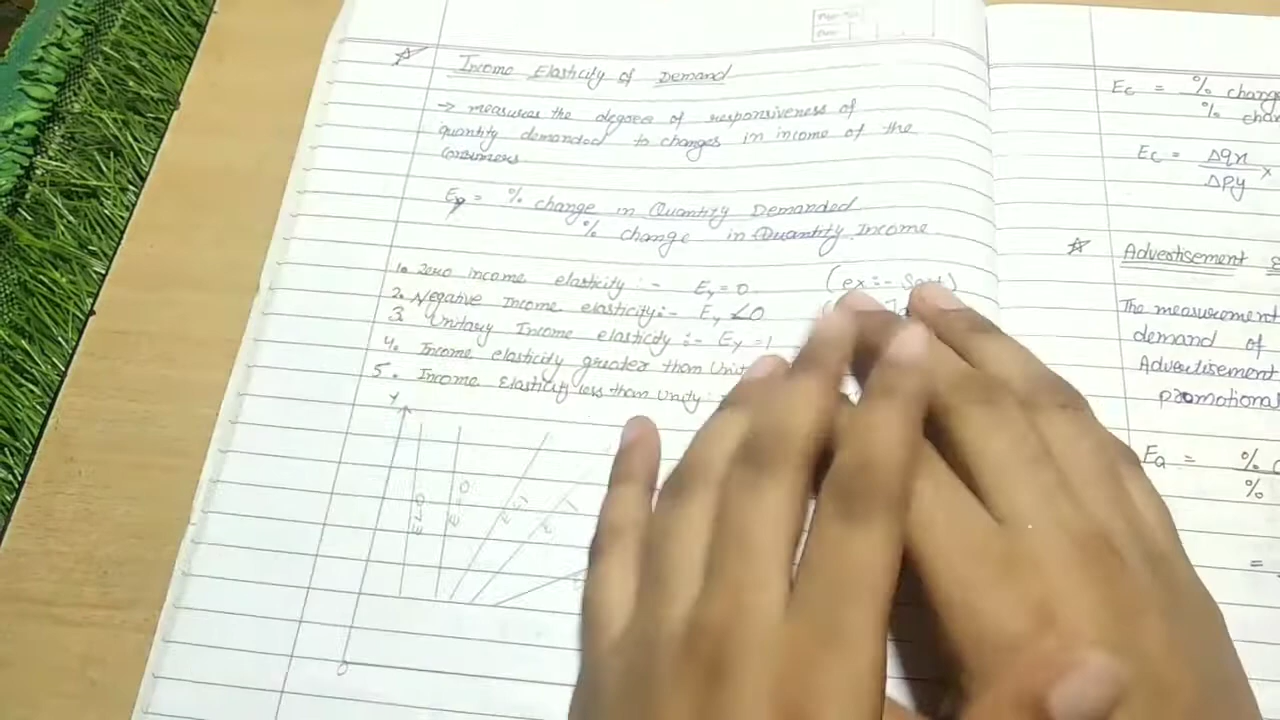 Income Elasticity of Demand
→ measures the degree of responsiveness of
quantity demanded to changes in income of the
consumers
Ey = % change in Quantity Demanded
% change in Quantity Income
1. Zero income elasticity :- Ey = 0 (ex:-
2. Negative Income elasticity:- Ey <0
3. Unitary Income elasticity :- Ey =1
4. Income elasticity greater than Unit
5. Income Elasticity less than Unity:
Y
0
Ec = % change
%
Ec = Δqx ×
ΔPy
Advertisement
The measurement
demand of
Advertisement
promotional
Ea = %
%
=